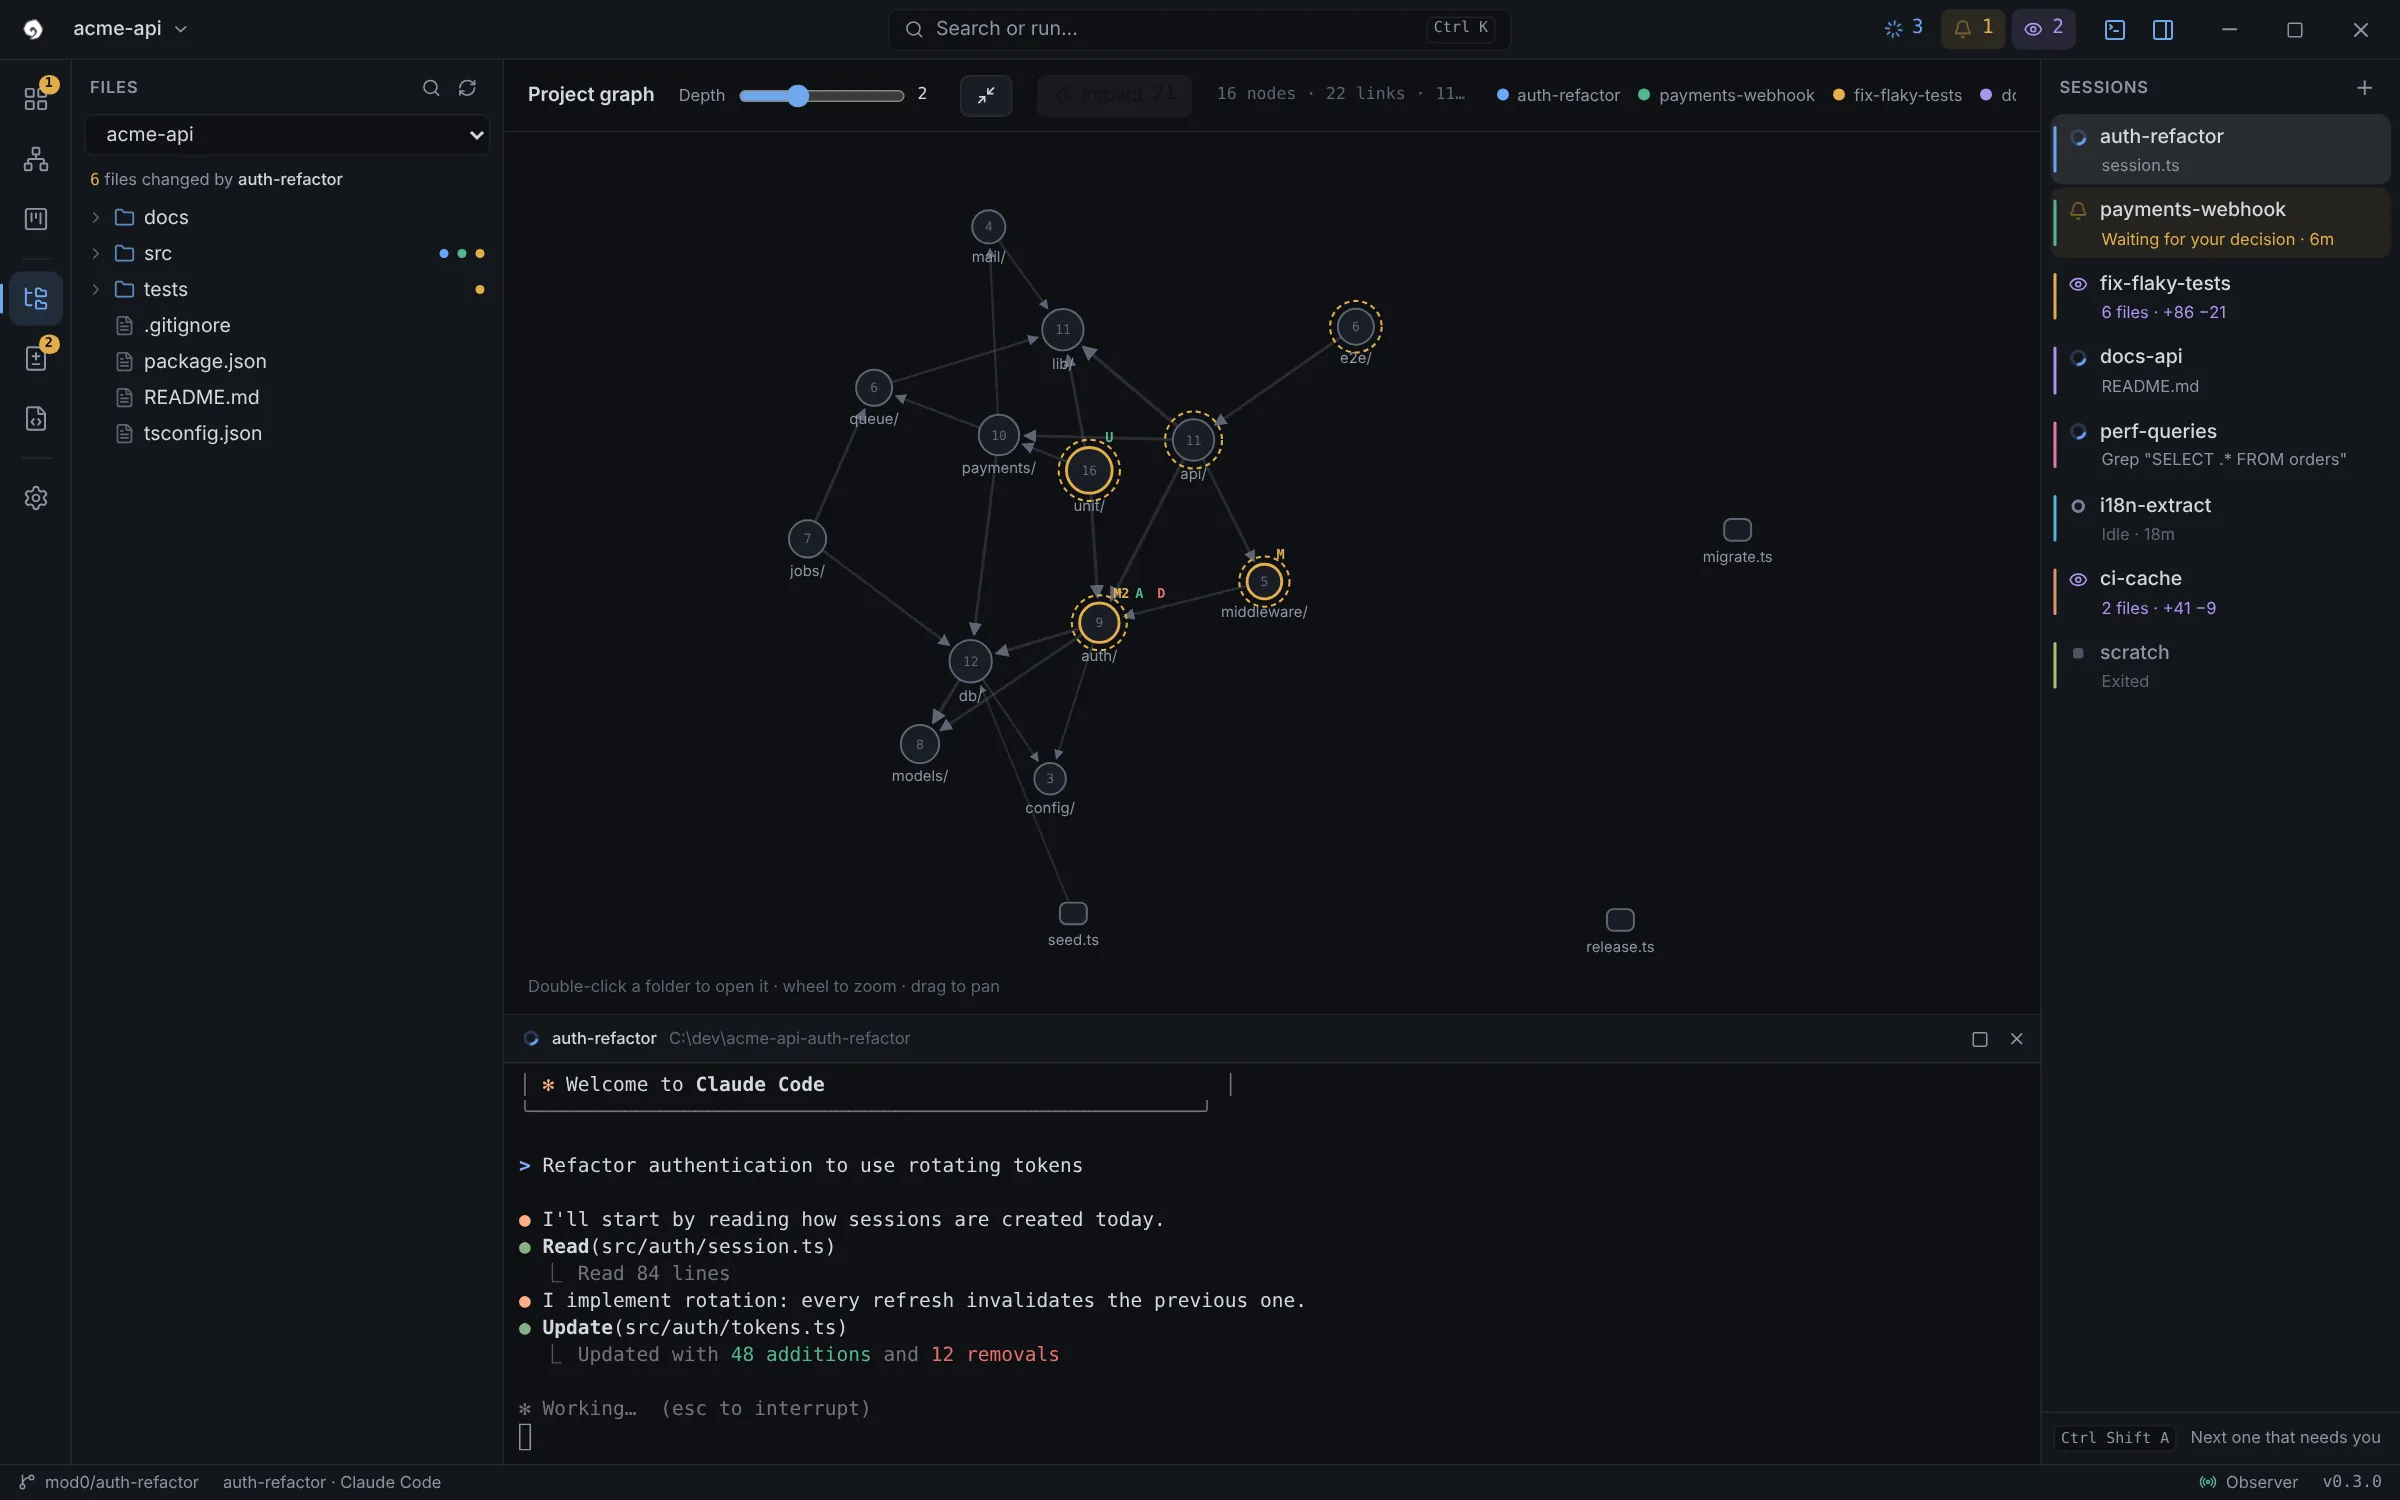 acme-api
Search or run...
Ctrl K
3
1
2
1
2
FILES
acme-api
6 files changed by auth-refactor
docs
src
tests
.gitignore
package.json
README.md
tsconfig.json
Project graph
Depth
2
Impact 21
16 nodes · 22 links · 11…
auth-refactor
payments-webhook
fix-flaky-tests
4
mail/
11
lib/
6
e2e/
6
queue/
10
payments/
U
16
unit/
11
api/
7
jobs/
migrate.ts
M
5
middleware/
M2 A D
9
auth/
12
db/
8
models/
3
config/
seed.ts
release.ts
Double-click a folder to open it · wheel to zoom · drag to pan
auth-refactor C:\dev\acme-api-auth-refactor
✻ Welcome to Claude Code
> Refactor authentication to use rotating tokens
● I'll start by reading how sessions are created today.
● Read(src/auth/session.ts)
⎿ Read 84 lines
● I implement rotation: every refresh invalidates the previous one.
● Update(src/auth/tokens.ts)
⎿ Updated with 48 additions and 12 removals
✻ Working… (esc to interrupt)
SESSIONS
auth-refactor
session.ts
payments-webhook
Waiting for your decision · 6m
fix-flaky-tests
6 files · +86 −21
docs-api
README.md
perf-queries
Grep "SELECT .* FROM orders"
i18n-extract
Idle · 18m
ci-cache
2 files · +41 −9
scratch
Exited
Ctrl Shift A Next one that needs you
mod0/auth-refactor
auth-refactor · Claude Code
Observer
v0.3.0